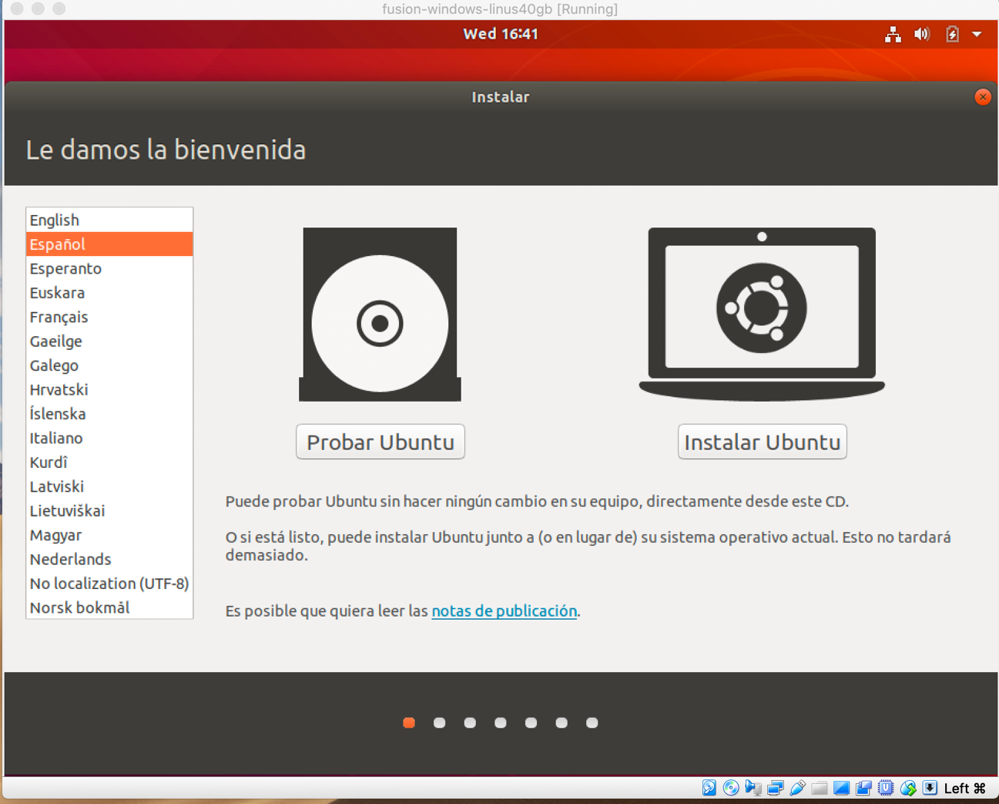 fusion-windows-linus40gb [Running]
Wed 16:41
Instalar
Le damos la bienvenida
English
Español
Esperanto
Euskara
Français
Gaeilge
Galego
Hrvatski
Íslenska
Italiano
Kurdî
Latviski
Lietuviškai
Magyar
Nederlands
No localization (UTF-8)
Norsk bokmål
Probar Ubuntu
Instalar Ubuntu
Puede probar Ubuntu sin hacer ningún cambio en su equipo, directamente desde este CD.
O si está listo, puede instalar Ubuntu junto a (o en lugar de) su sistema operativo actual. Esto no tardará
demasiado.
Es posible que quiera leer las notas de publicación.
Left ⌘